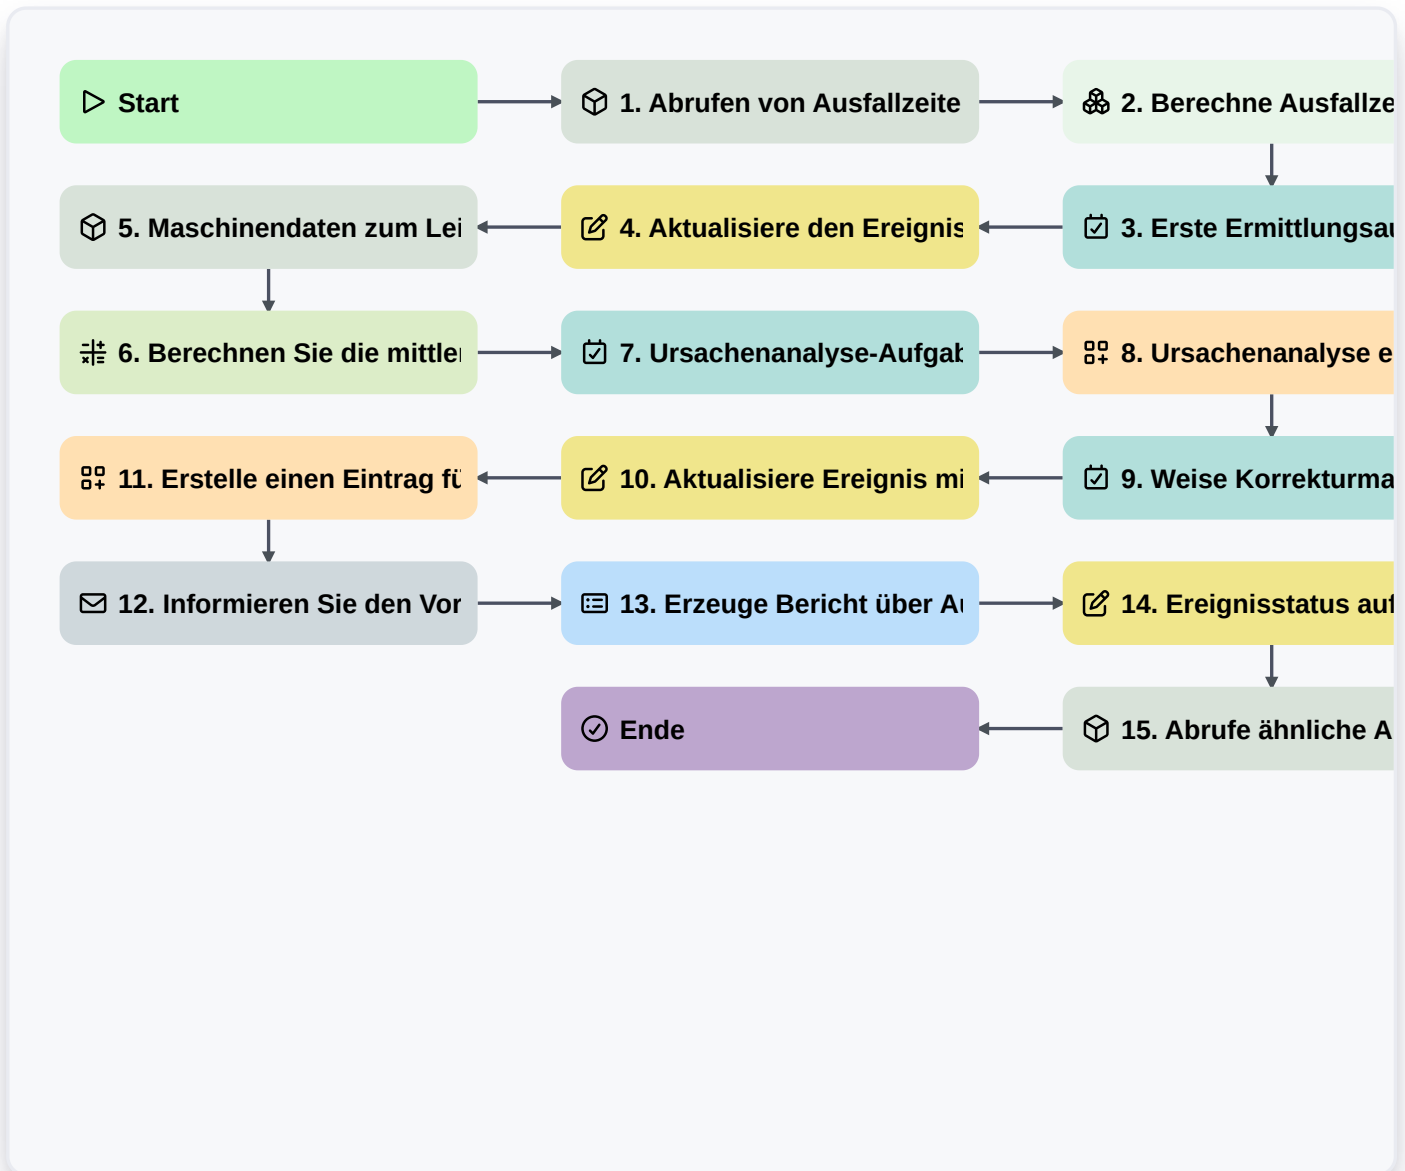 Start
1. Abrufen von Ausfallzeite
2. Berechne Ausfallze
3. Erste Ermittlungsau
4. Aktualisiere den Ereignis
5. Maschinendaten zum Lei
6. Berechnen Sie die mittler
7. Ursachenanalyse-Aufgab
8. Ursachenanalyse e
9. Weise Korrekturma
10. Aktualisiere Ereignis mi
11. Erstelle einen Eintrag fü
12. Informieren Sie den Vor
13. Erzeuge Bericht über Au
14. Ereignisstatus auf
15. Abrufe ähnliche A
Ende